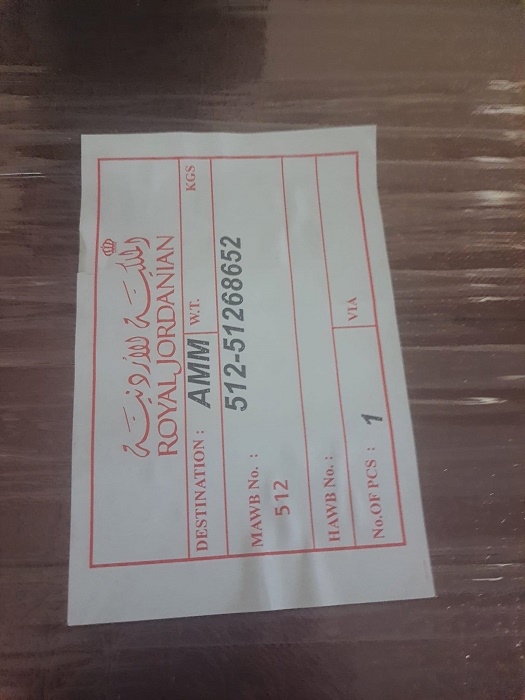 الملكية الأردنية
ROYAL JORDANIAN
DESTINATION : AMM W.T. KGS
MAWB No. : 512-51268652
512
HAWB No. :
No.OF PCS : 1 VIA